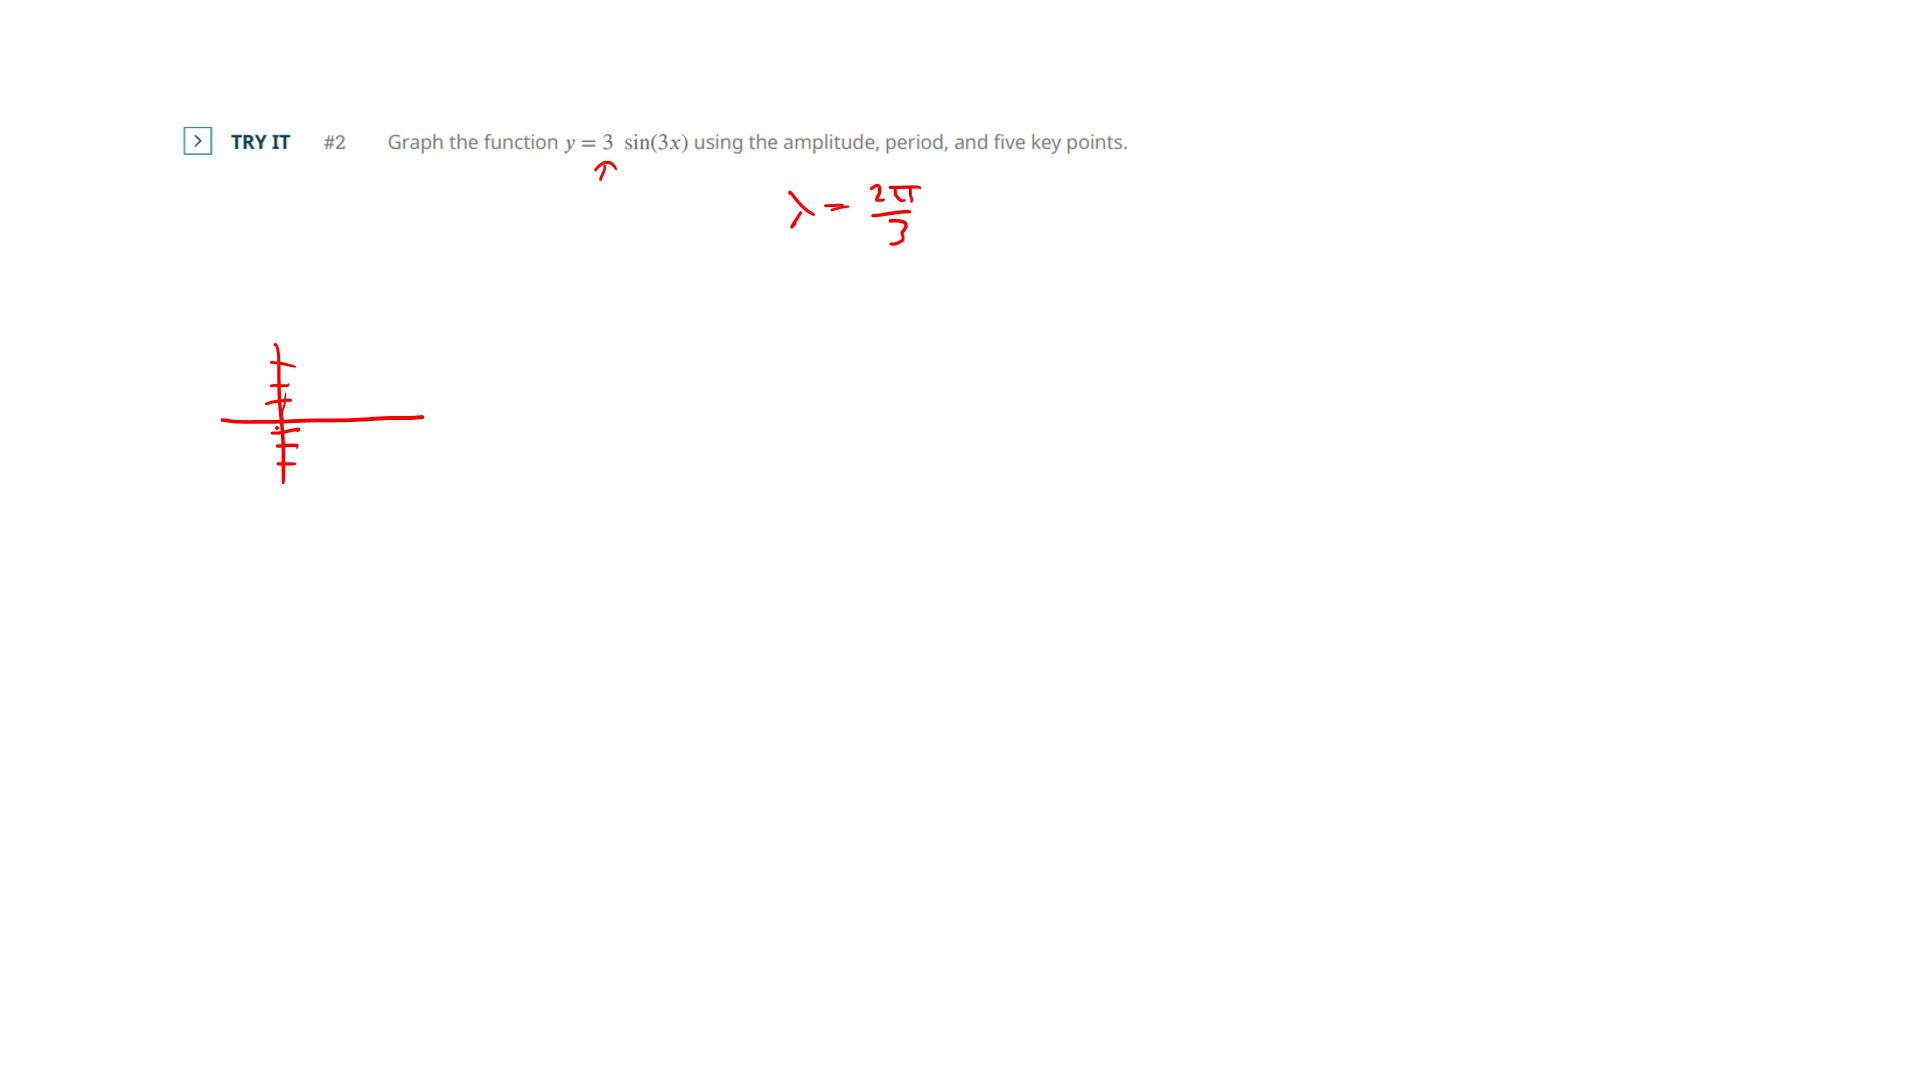 > TRY IT #2 Graph the function y = 3 sin(3x) using the amplitude, period, and five key points.
λ = 2π/3